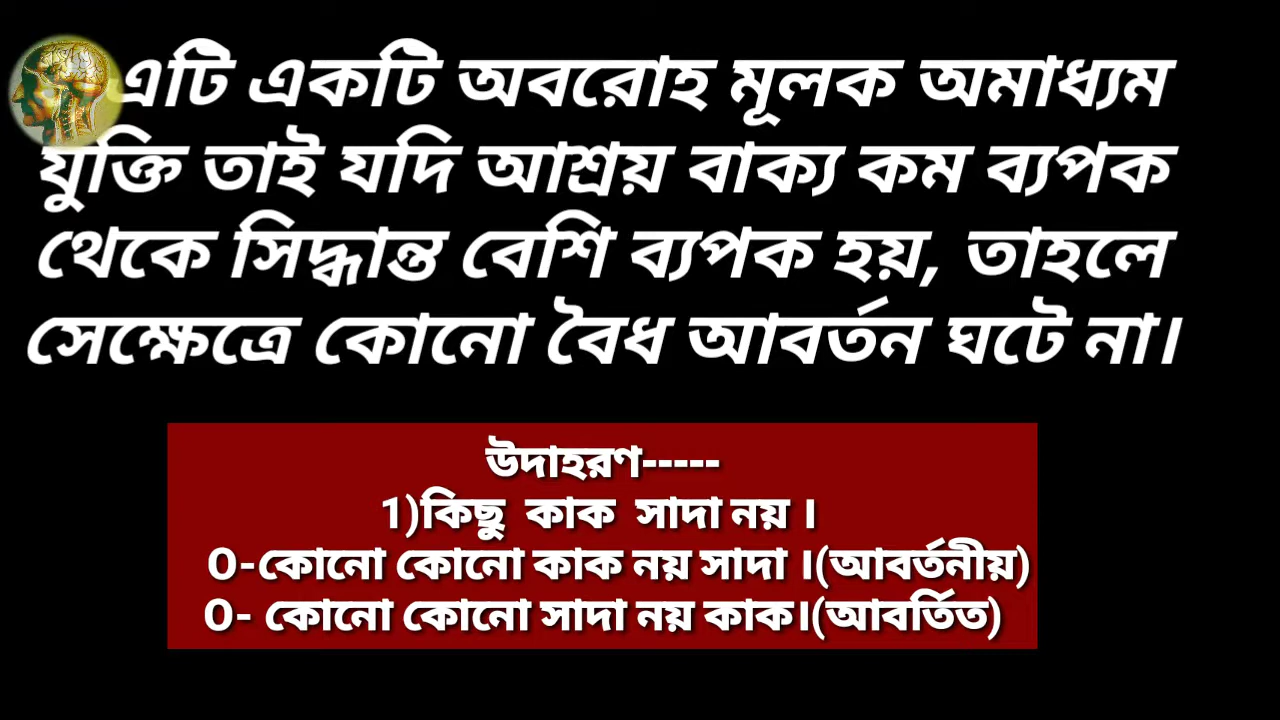 এটি একটি অবরোহ মূলক অমাধ্যম
যুক্তি তাই যদি আশ্রয় বাক্য কম ব্যপক
থেকে সিদ্ধান্ত বেশি ব্যপক হয়, তাহলে
সেক্ষেত্রে কোনো বৈধ আবর্তন ঘটে না।
উদাহরণ-----
1)কিছু কাক সাদা নয় ।
O-কোনো কোনো কাক নয় সাদা ।(আবর্তনীয়)
O- কোনো কোনো সাদা নয় কাক।(আবর্তিত)